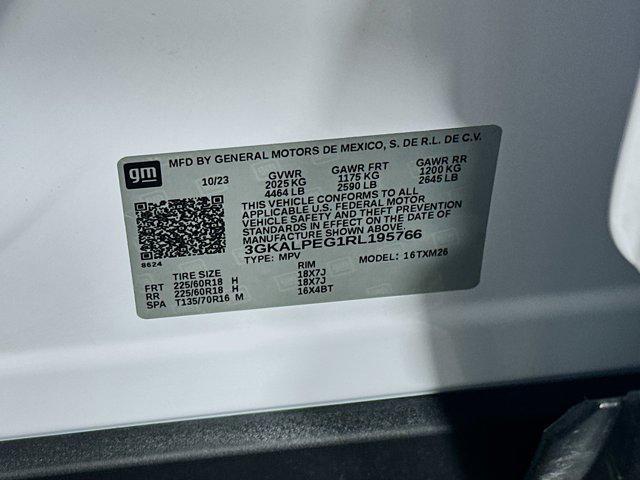 gm
MFD BY GENERAL MOTORS DE MEXICO, S. DE R.L. DE C.V.
10/23 GVWR GAWR FRT GAWR RR
2025 KG 1175 KG 1200 KG
4464 LB 2590 LB 2645 LB
THIS VEHICLE CONFORMS TO ALL
APPLICABLE U.S. FEDERAL MOTOR
VEHICLE SAFETY AND THEFT PREVENTION
STANDARDS IN EFFECT ON THE DATE OF
MANUFACTURE SHOWN ABOVE.
3GKALPEG1RL195766
8624 TYPE: MPV MODEL: 16TXM26
TIRE SIZE RIM
FRT 225/60R18 H 18X7J
RR 225/60R18 H 18X7J
SPA T135/70R16 M 16X4BT